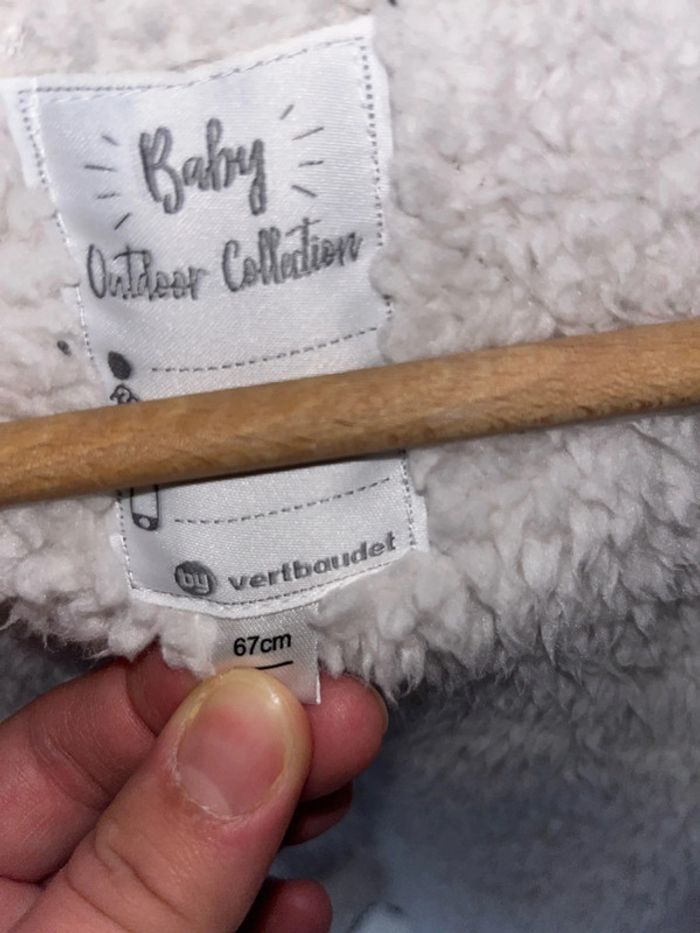 Baby
Outdoor Collection
by vertbaudet
67cm